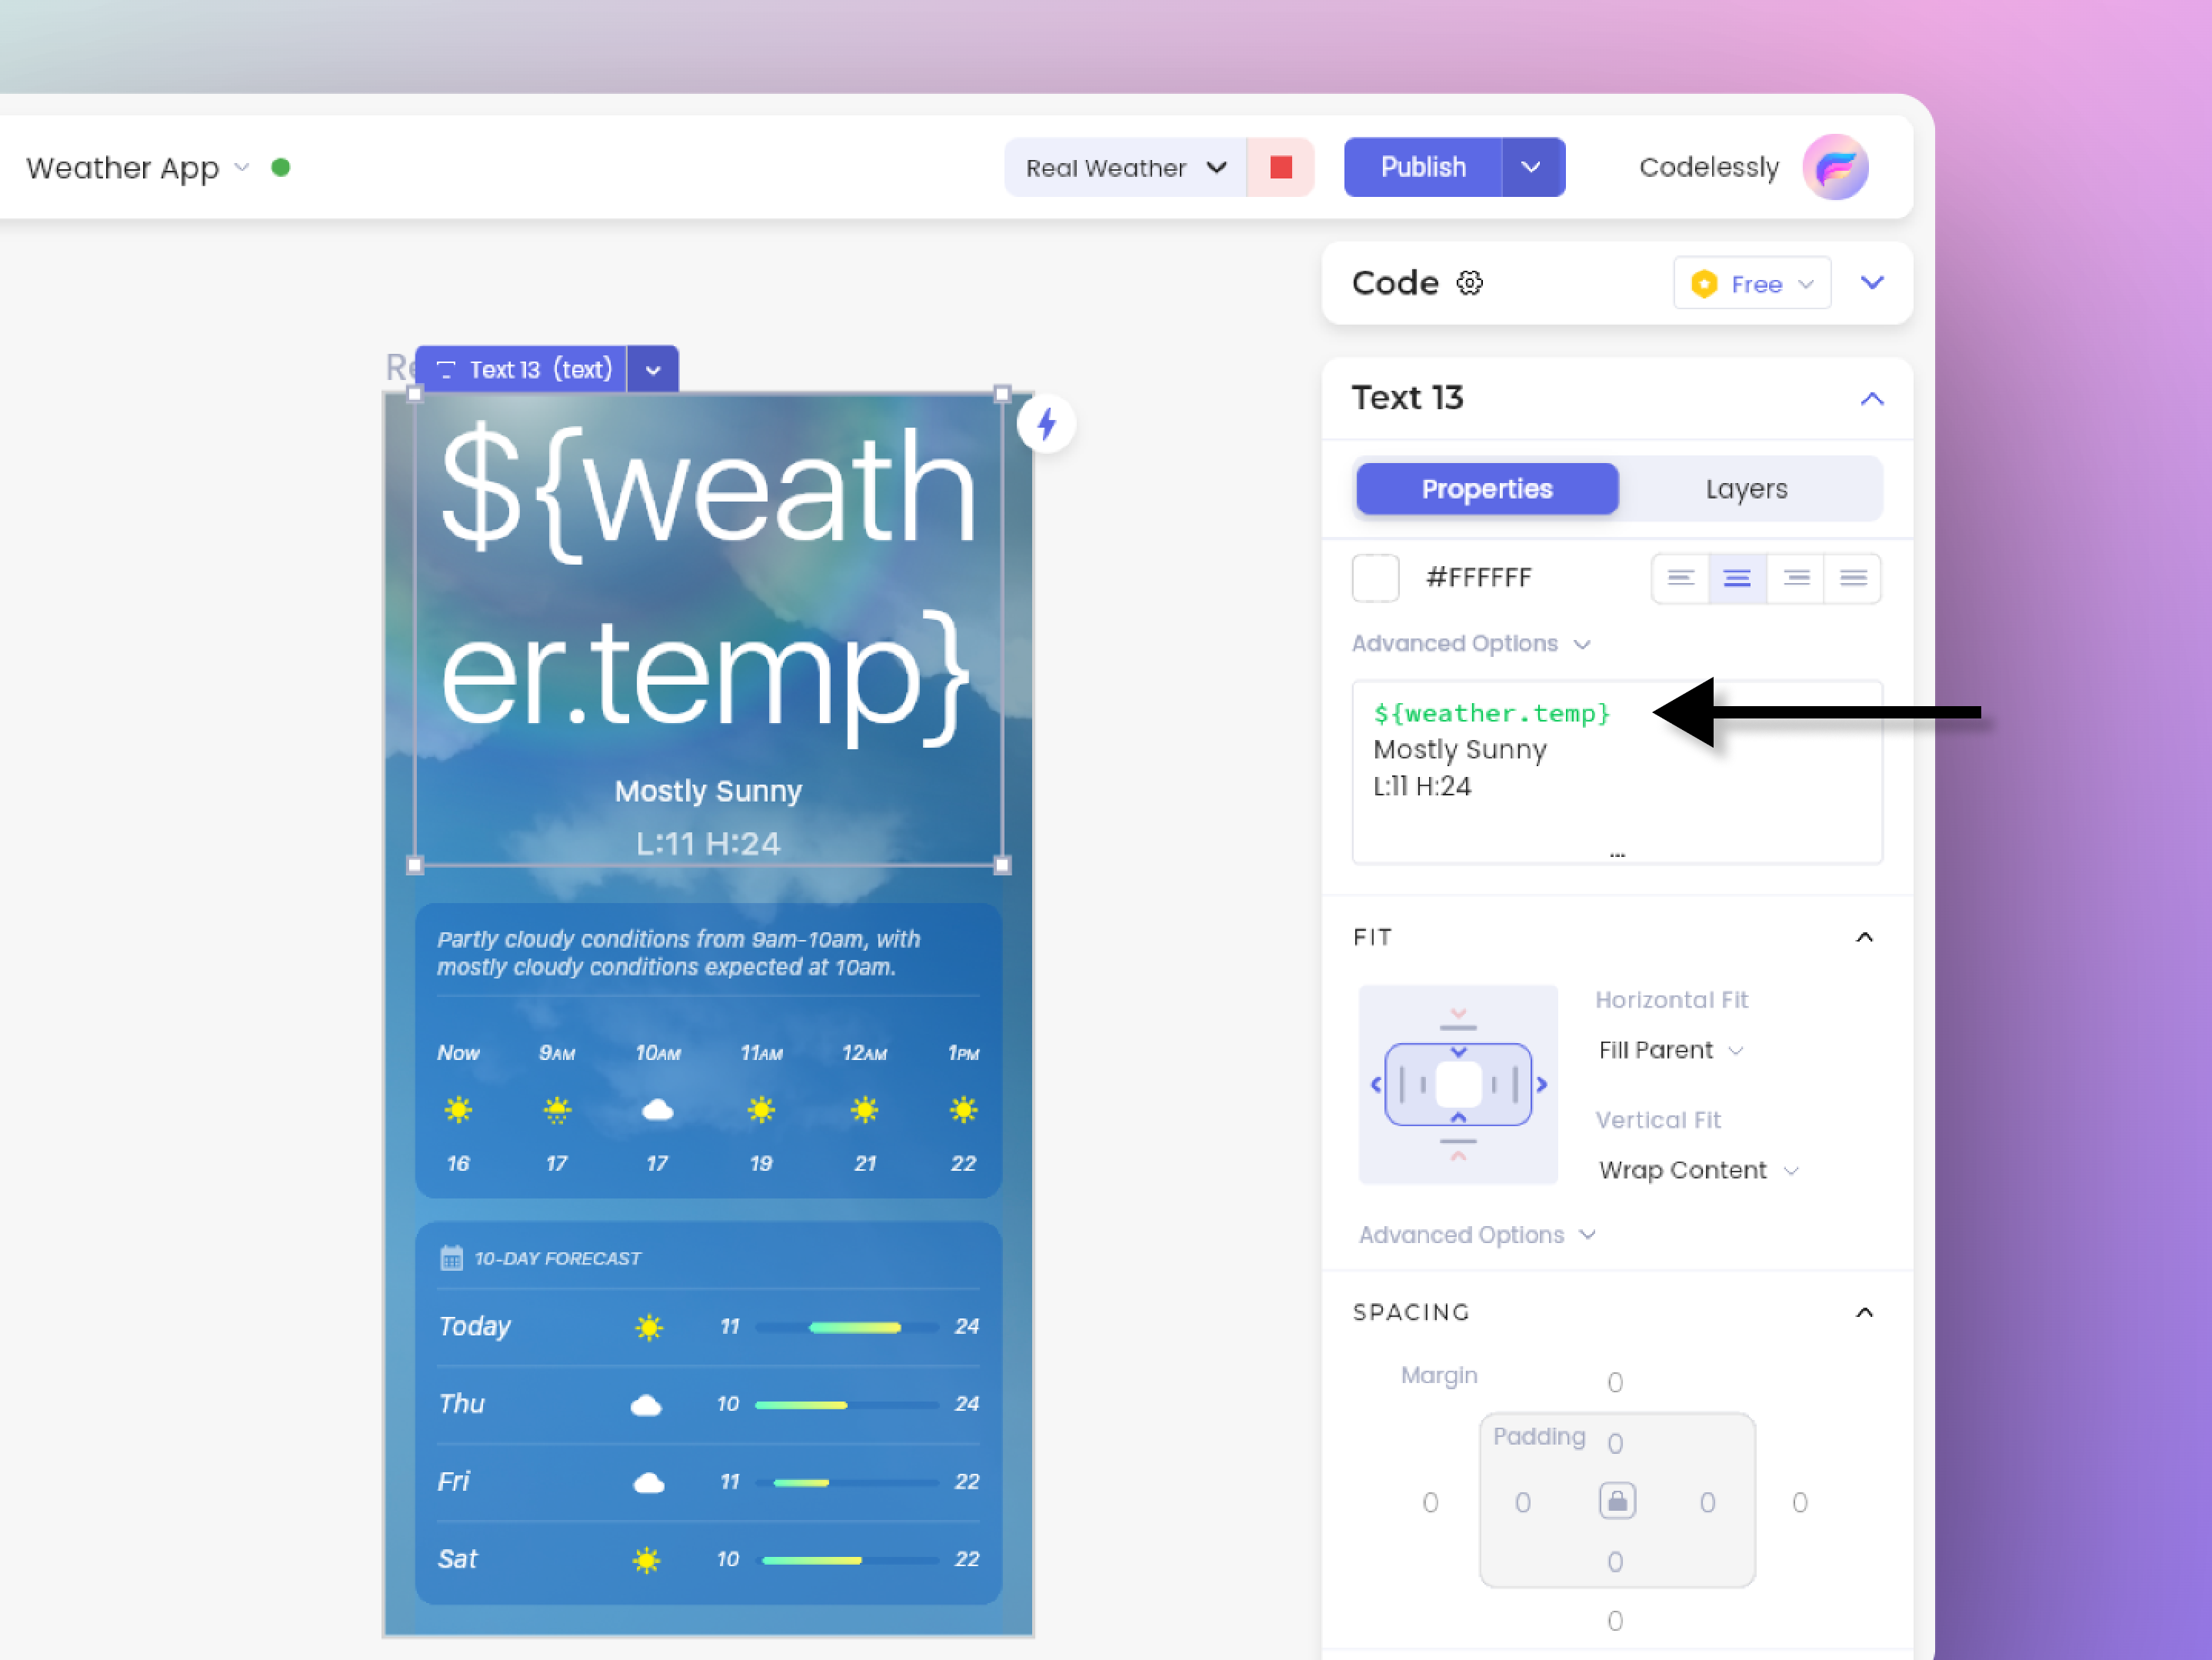 Weather App
Real Weather
Publish
Codelessly
Code
Free
Text 13 (text)
${weath
er.temp}
Mostly Sunny
L:11 H:24
Partly cloudy conditions from 9am-10am, with
mostly cloudy conditions expected at 10am.
Now 9AM 10AM 11AM 12AM 1PM
16 17 17 19 21 22
10-DAY FORECAST
Today 11 24
Thu 10 24
Fri 11 22
Sat 10 22
Text 13
Properties Layers
#FFFFFF
Advanced Options
${weather.temp}
Mostly Sunny
L:11 H:24
...
FIT
Horizontal Fit
Fill Parent
Vertical Fit
Wrap Content
Advanced Options
SPACING
Margin 0
Padding 0
0 0 0 0
0
0